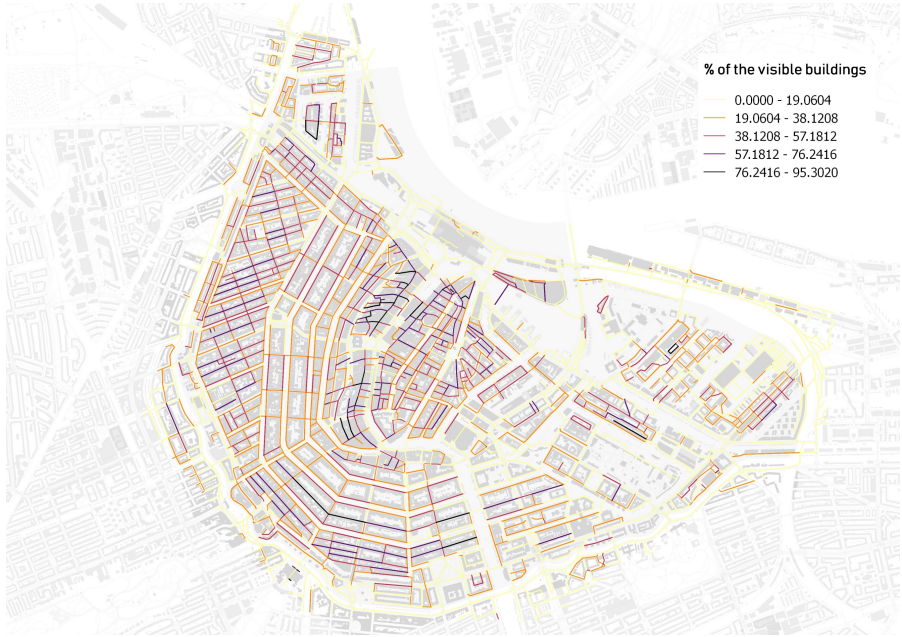 % of the visible buildings
0.0000 - 19.0604
19.0604 - 38.1208
38.1208 - 57.1812
57.1812 - 76.2416
76.2416 - 95.3020